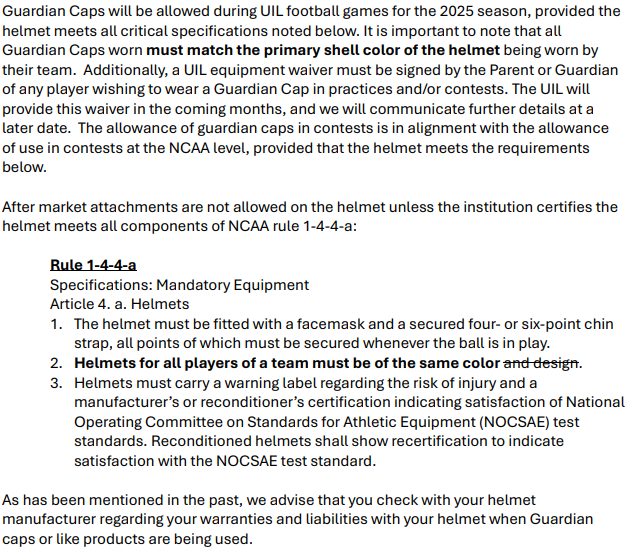 Guardian Caps will be allowed during UIL football games for the 2025 season, provided the
helmet meets all critical specifications noted below. It is important to note that all
Guardian Caps worn must match the primary shell color of the helmet being worn by
their team.  Additionally, a UIL equipment waiver must be signed by the Parent or Guardian
of any player wishing to wear a Guardian Cap in practices and/or contests. The UIL will
provide this waiver in the coming months, and we will communicate further details at a
later date.  The allowance of guardian caps in contests is in alignment with the allowance
of use in contests at the NCAA level, provided that the helmet meets the requirements
below.

After market attachments are not allowed on the helmet unless the institution certifies the
helmet meets all components of NCAA rule 1-4-4-a:

Rule 1-4-4-a
Specifications: Mandatory Equipment
Article 4. a. Helmets
1. The helmet must be fitted with a facemask and a secured four- or six-point chin
strap, all points of which must be secured whenever the ball is in play.
2. Helmets for all players of a team must be of the same color and design.
3. Helmets must carry a warning label regarding the risk of injury and a
manufacturer's or reconditioner's certification indicating satisfaction of National
Operating Committee on Standards for Athletic Equipment (NOCSAE) test
standards. Reconditioned helmets shall show recertification to indicate
satisfaction with the NOCSAE test standard.

As has been mentioned in the past, we advise that you check with your helmet
manufacturer regarding your warranties and liabilities with your helmet when Guardian
caps or like products are being used.